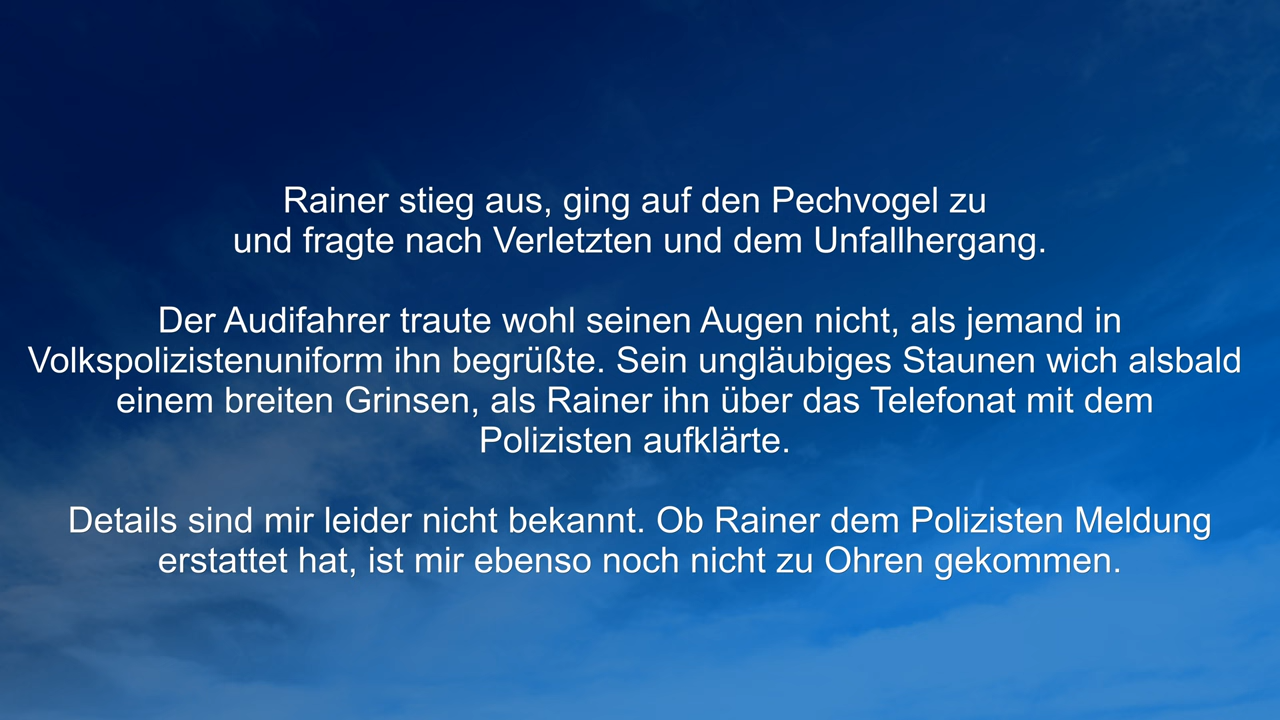 Rainer stieg aus, ging auf den Pechvogel zu
und fragte nach Verletzten und dem Unfallhergang.
Der Audifahrer traute wohl seinen Augen nicht, als jemand in
Volkspolizistenuniform ihn begrüßte. Sein ungläubiges Staunen wich alsbald
einem breiten Grinsen, als Rainer ihn über das Telefonat mit dem
Polizisten aufklärte.
Details sind mir leider nicht bekannt. Ob Rainer dem Polizisten Meldung
erstattet hat, ist mir ebenso noch nicht zu Ohren gekommen.